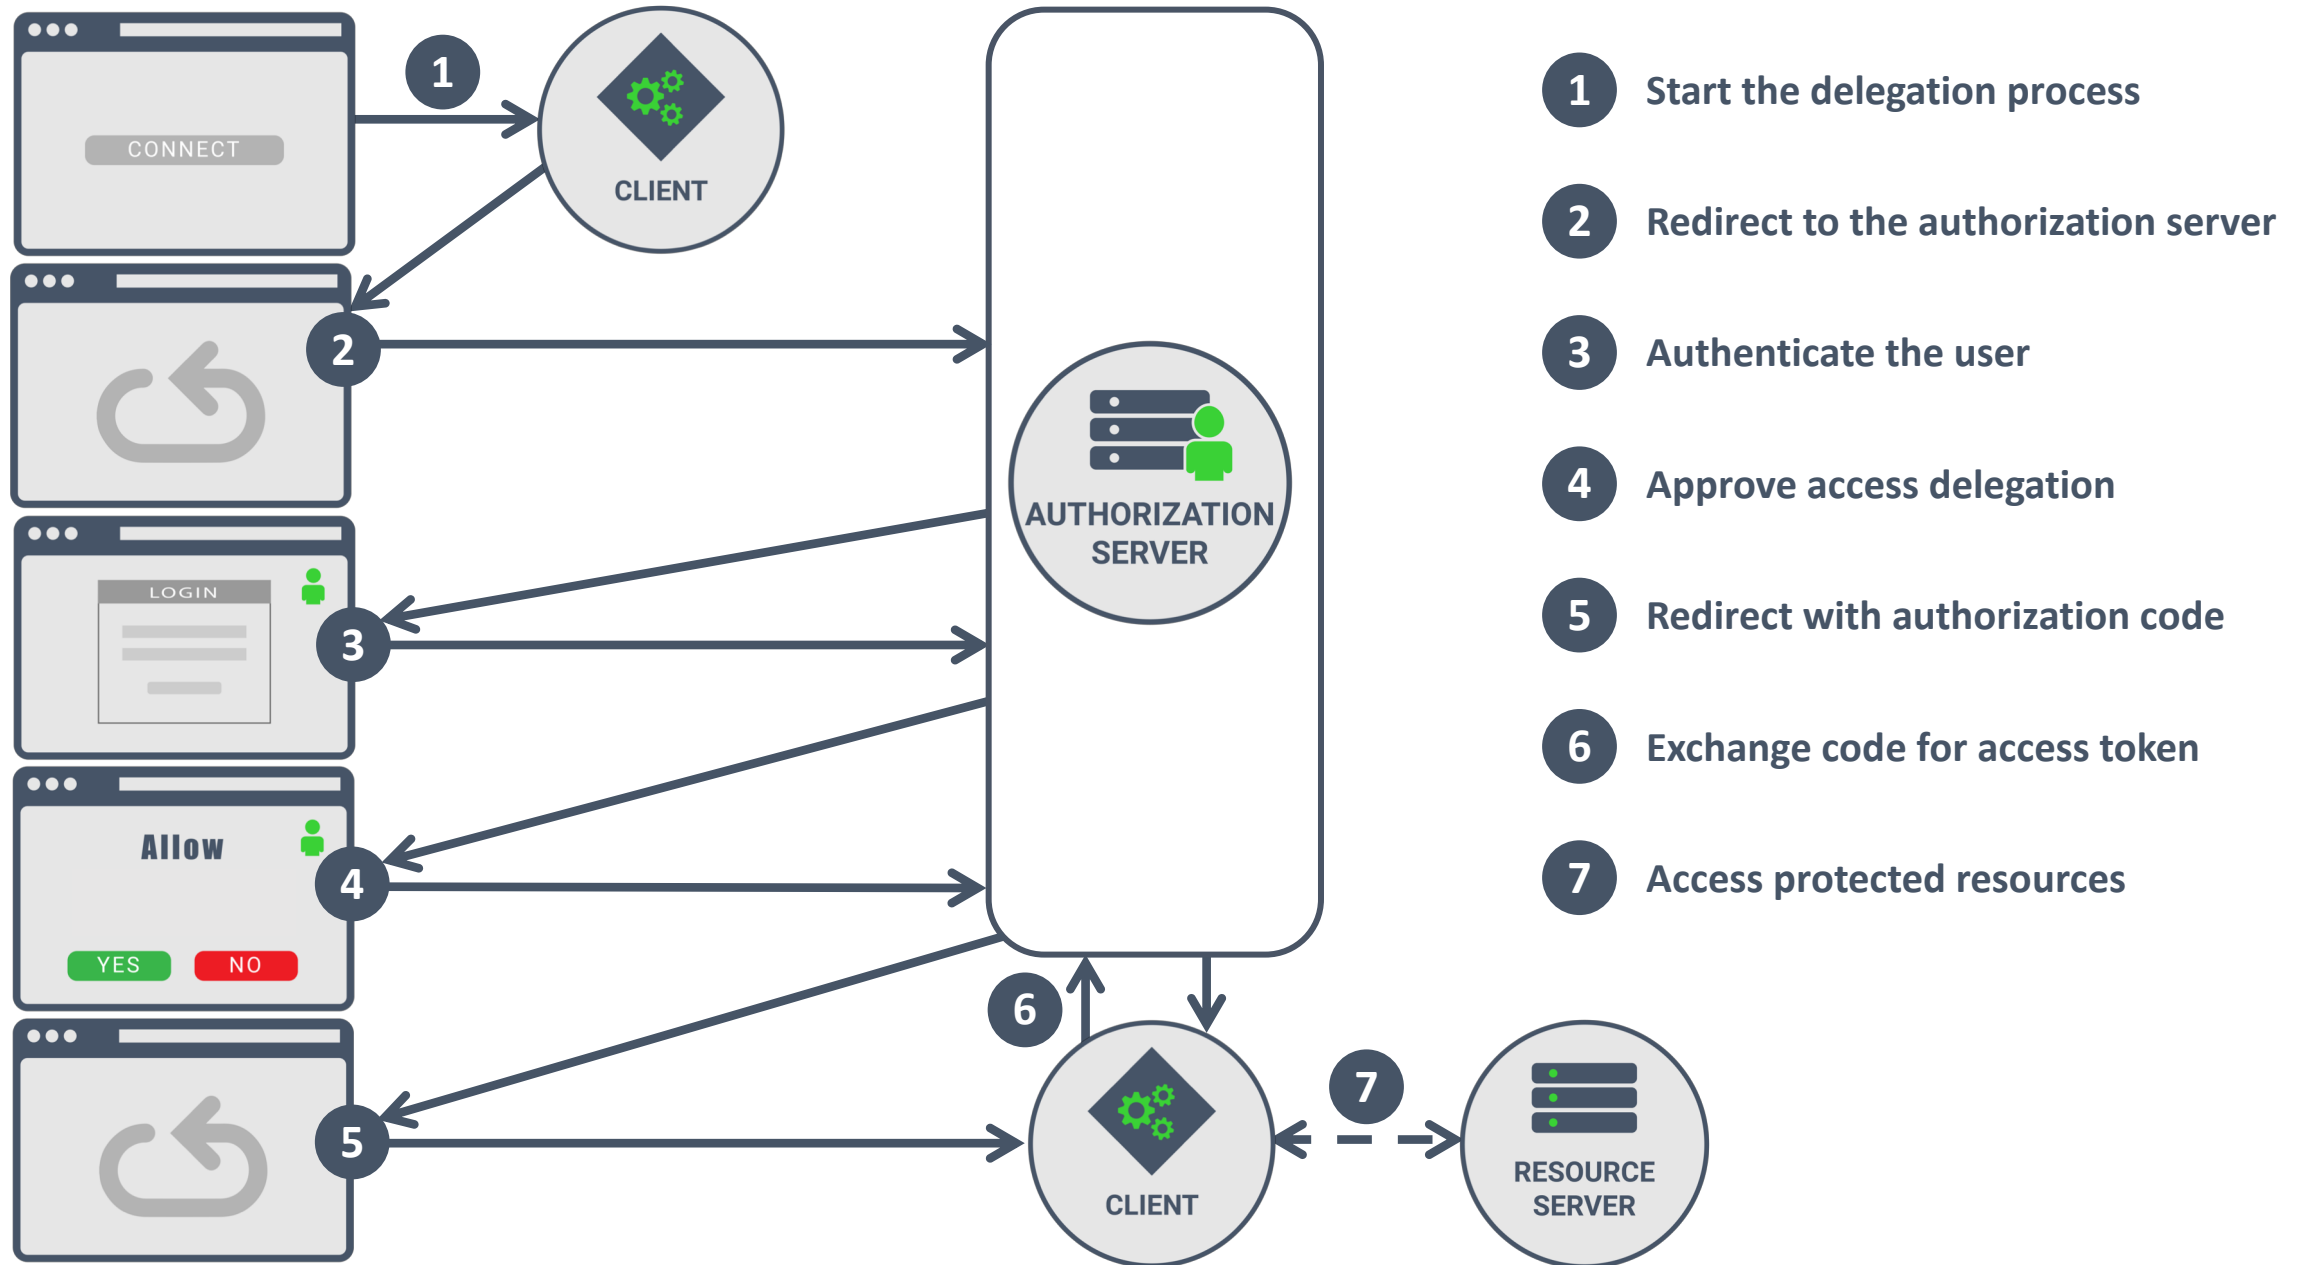 CONNECT
1
CLIENT
2
AUTHORIZATION
SERVER
LOGIN
3
Allow
4
YES NO
6
5
CLIENT
7
RESOURCE
SERVER
1 Start the delegation process
2 Redirect to the authorization server
3 Authenticate the user
4 Approve access delegation
5 Redirect with authorization code
6 Exchange code for access token
7 Access protected resources